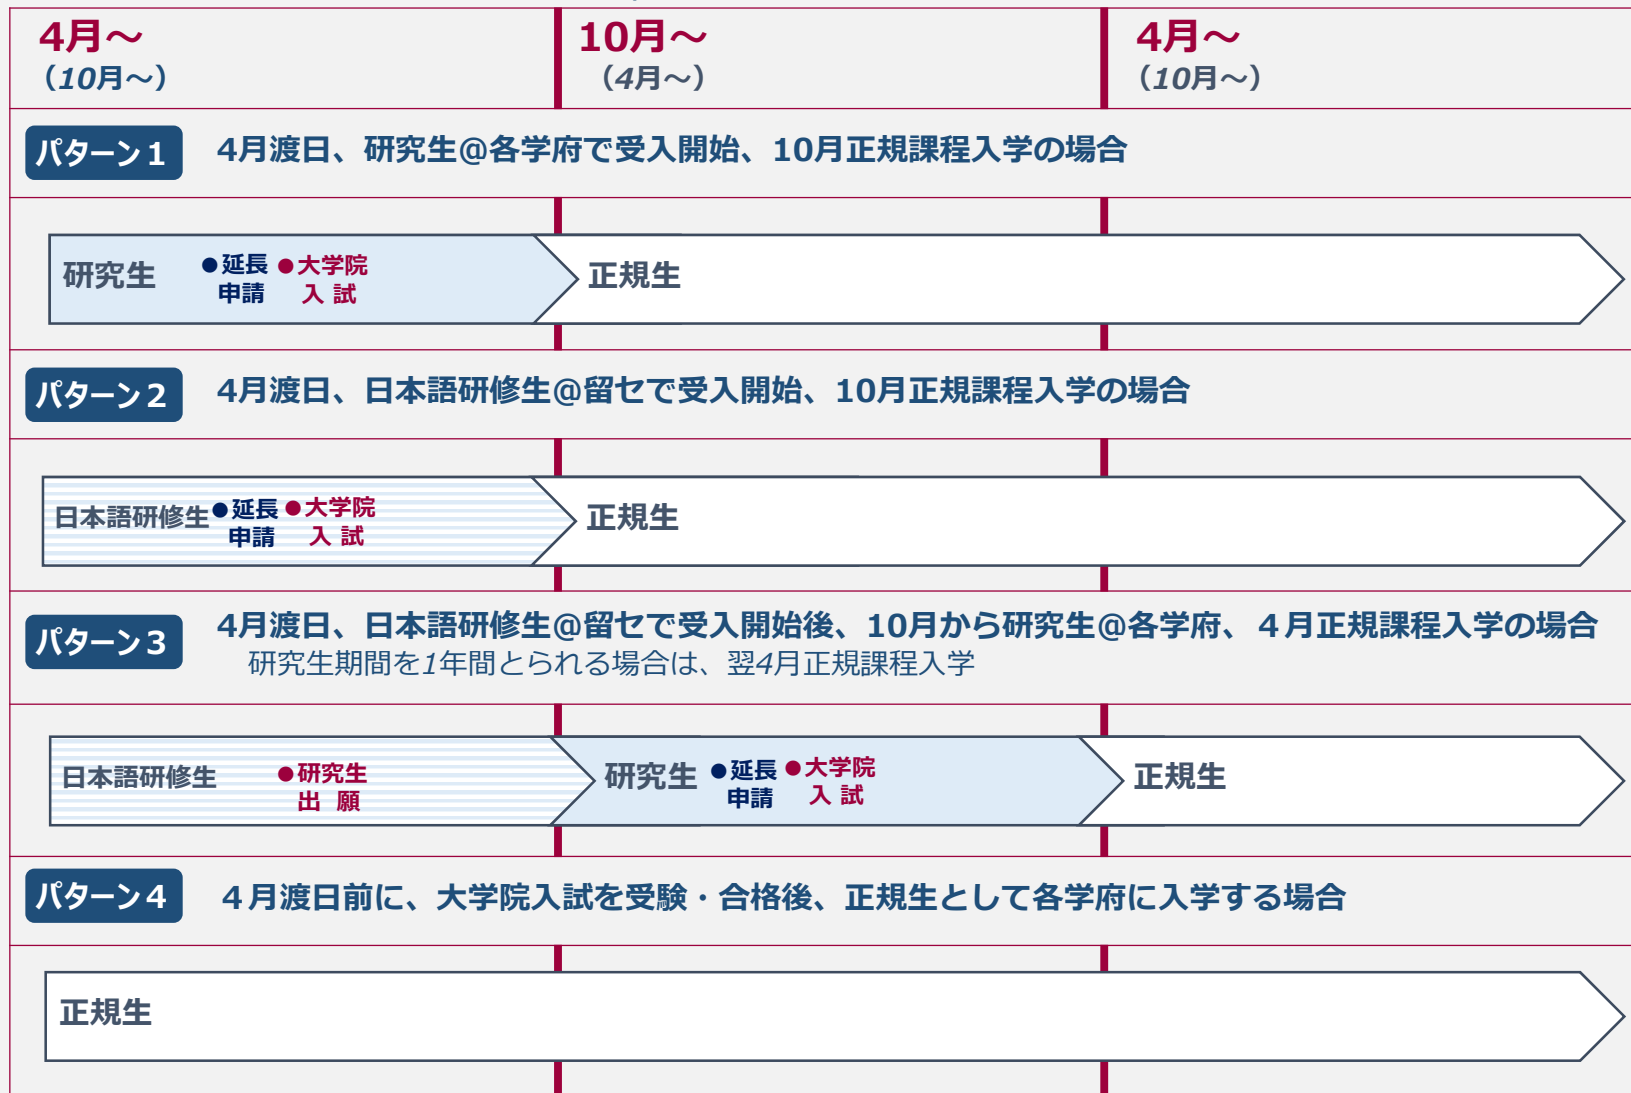 4月～
（10月～）
10月～
（4月～）
4月～
（10月～）
パターン１
4月渡日、研究生@各学府で受入開始、10月正規課程入学の場合
研究生
●延長
申請
●大学院
入 試
正規生
パターン２
4月渡日、日本語研修生@留セで受入開始、10月正規課程入学の場合
日本語研修生
●延長
申請
●大学院
入 試
正規生
パターン３
4月渡日、日本語研修生@留セで受入開始後、10月から研究生@各学府、４月正規課程入学の場合
研究生期間を1年間とられる場合は、翌4月正規課程入学
日本語研修生
●研究生
出 願
研究生
●延長
申請
●大学院
入 試
正規生
パターン４
４月渡日前に、大学院入試を受験・合格後、正規生として各学府に入学する場合
正規生